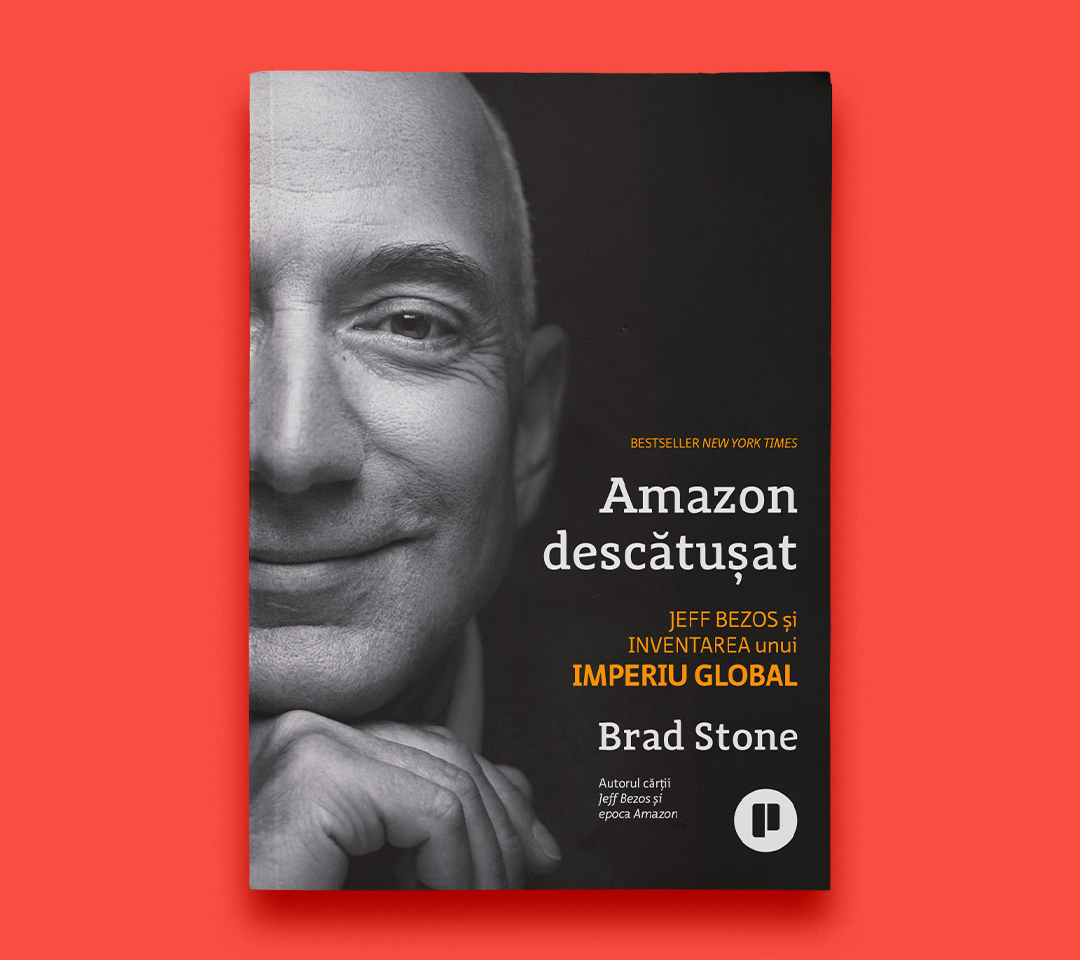 BESTSELLER NEW YORK TIMES
Amazon
descătușat
JEFF BEZOS și
INVENTAREA unui
IMPERIU GLOBAL
Brad Stone
Autorul cărții
Jeff Bezos și
epoca Amazon